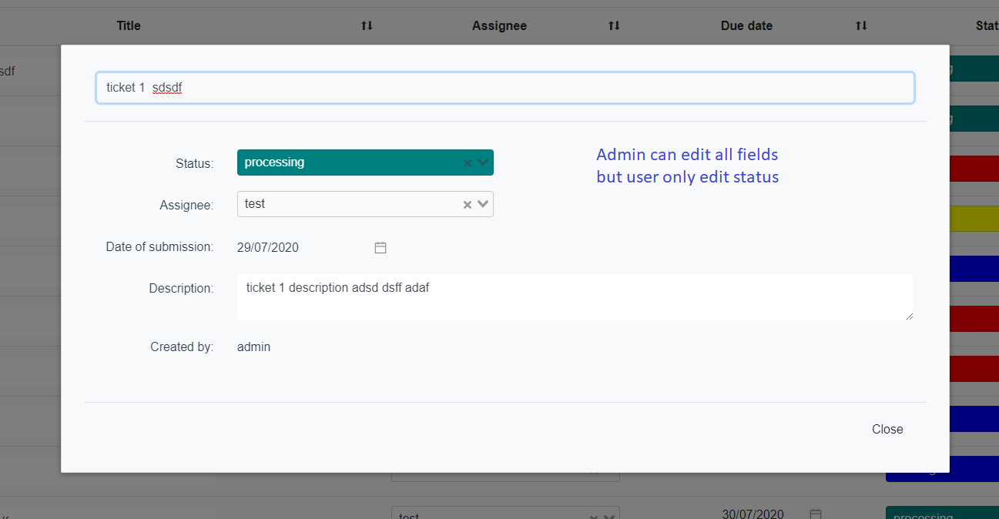 Title Assignee Due date Stat
sdf
ticket 1 sdsdf
Status: processing
Admin can edit all fields
but user only edit status
Assignee: test
Date of submission: 29/07/2020
Description: ticket 1 description adsd dsff adaf
Created by: admin
Close
test 30/07/2020 processing